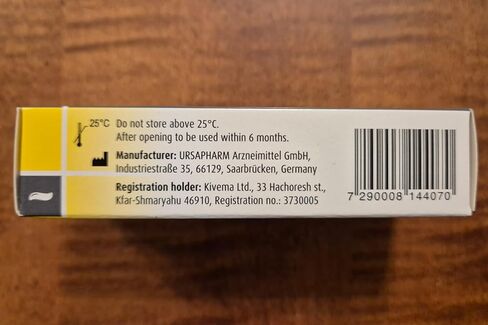 25°C Do not store above 25°C.
After opening to be used within 6 months.
Manufacturer: URSAPHARM Arzneimittel GmbH,
Industriestraße 35, 66129, Saarbrücken, Germany
Registration holder: Kivema Ltd., 33 Hachoresh st.,
Kfar-Shmaryahu 46910, Registration no.: 3730005
7 290008 144070